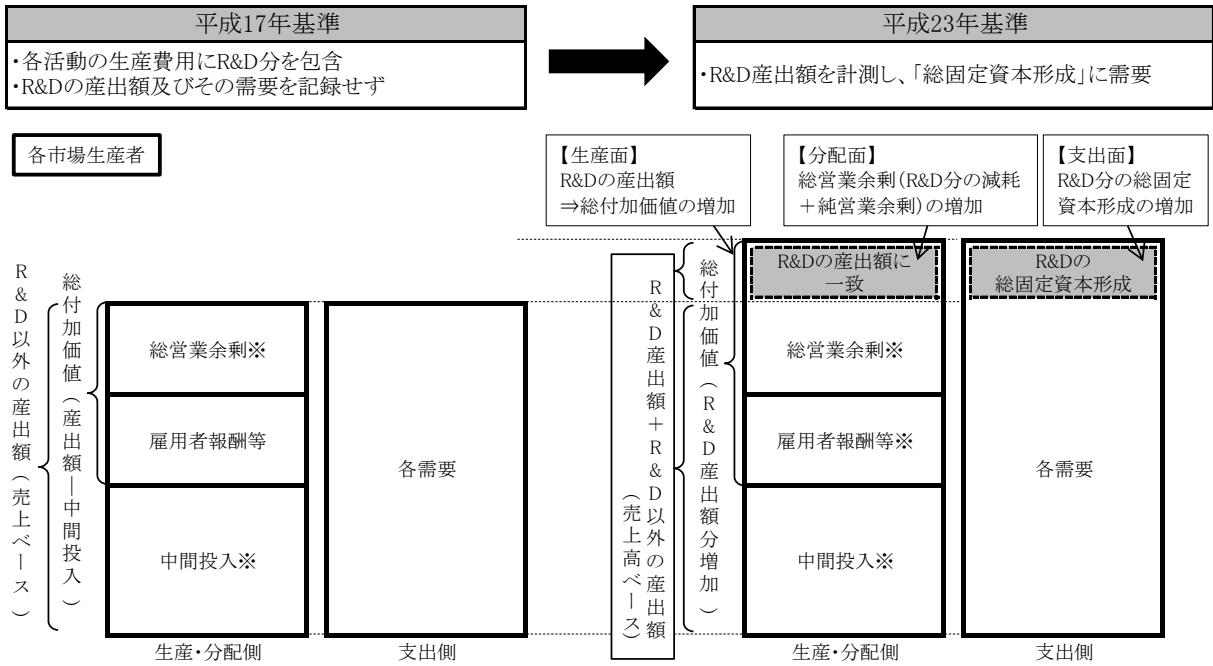 平成17年基準
・各活動の生産費用にR&D分を包含
・R&Dの産出額及びその需要を記録せず
平成23年基準
・R&D産出額を計測し、「総固定資本形成」に需要
各市場生産者
【生産面】
R&Dの産出額
⇒総付加価値の増加
【分配面】
総営業余剰(R&D分の減耗
+純営業余剰)の増加
【支出面】
R&D分の総固定
資本形成の増加
R&D以外の産出額(売上ベース)
総付加価値(産出額―中間投入)
総営業余剰※
雇用者報酬等
中間投入※
各需要
生産・分配側
支出側
R&D産出額+R&D以外の産出額
(売上高ベース)
総付加価値(R&D産出額分増加)
R&Dの産出額に
一致
総営業余剰※
雇用者報酬等※
中間投入※
R&Dの
総固定資本形成
各需要
生産・分配側
支出側